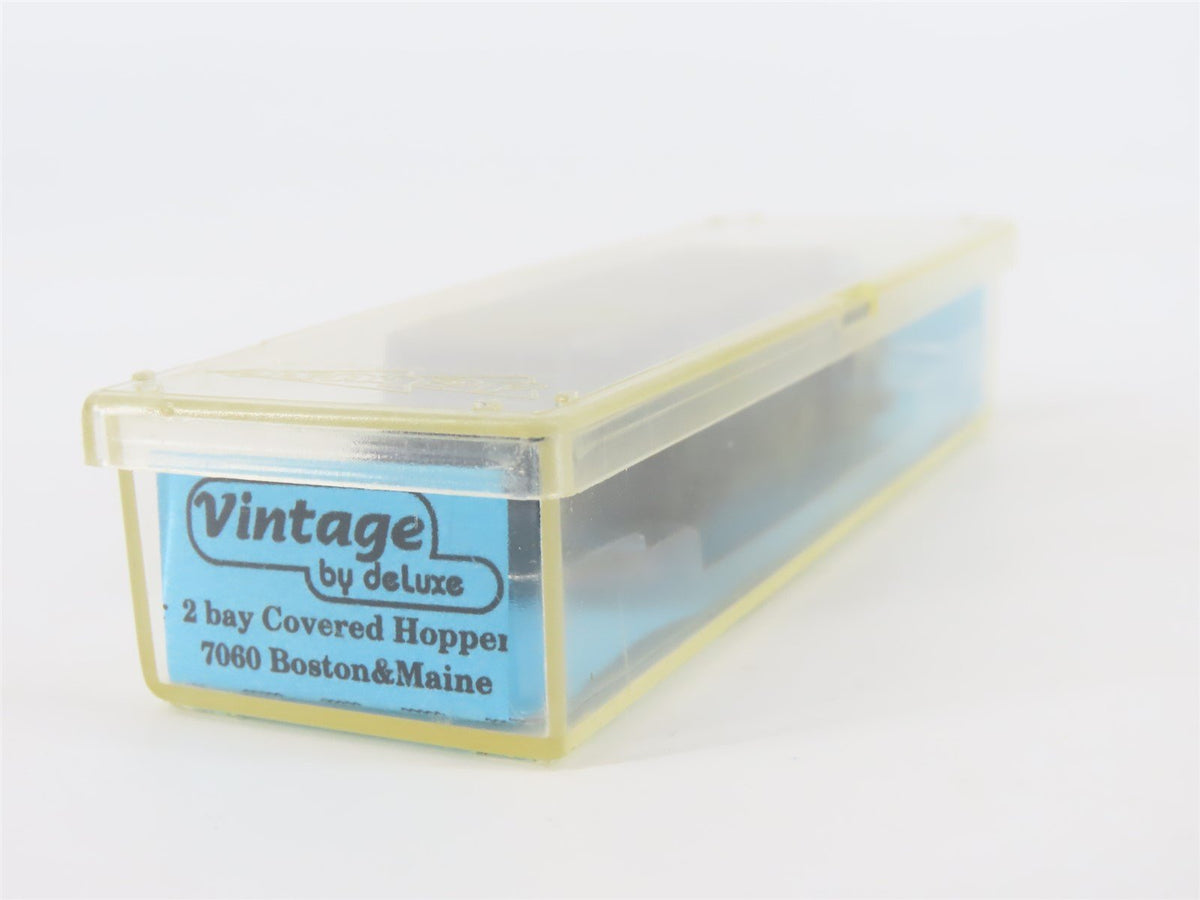 Vintage
by deLuxe
2 bay Covered Hopper
7060 Boston&Maine